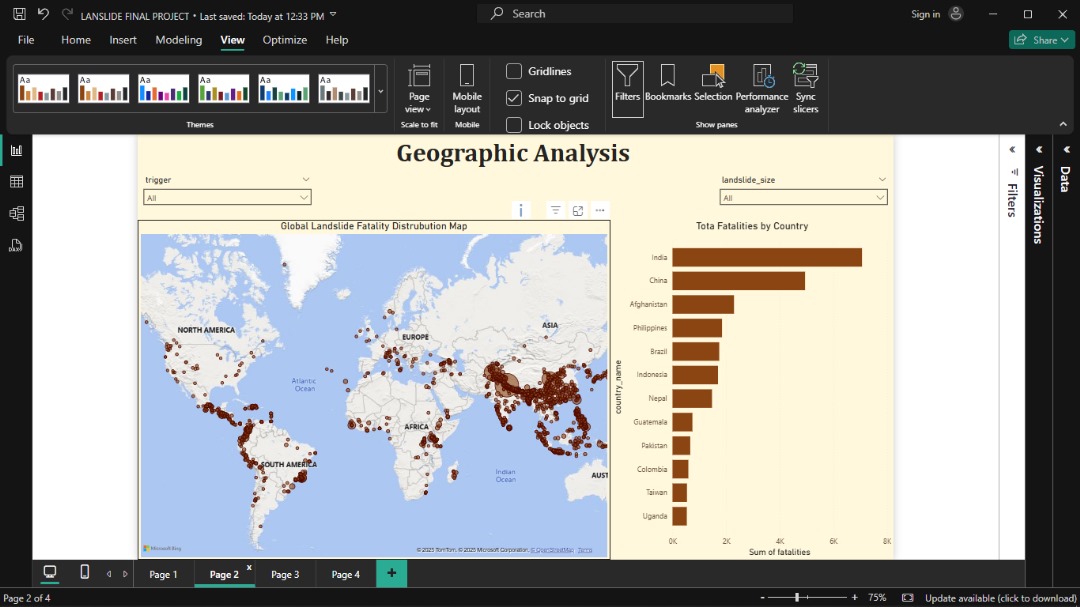 LANSLIDE FINAL PROJECT • Last saved: Today at 12:33 PM
Search
Sign in
File Home Insert Modeling View Optimize Help
Share
Aa Aa Aa Aa Aa Aa
Themes
Page view
Scale to fit
Mobile layout
Mobile
Gridlines
Snap to grid
Lock objects
Filters
Bookmarks
Selection
Performance analyzer
Sync slicers
Show panes
Geographic Analysis
trigger
All
landslide_size
All
Global Landslide Fatality Distrubution Map
NORTH AMERICA
EUROPE
ASIA
Atlantic
Ocean
AFRICA
SOUTH AMERICA
Indian
Ocean
AUST
Microsoft Bing
© 2025 TomTom, © 2025 Microsoft Corporation, © OpenStreetMap Terms
Tota Fatalities by Country
country_name
India
China
Afghanistan
Philippines
Brazil
Indonesia
Nepal
Guatemala
Pakistan
Colombia
Taiwan
Uganda
0K 2K 4K 6K 8K
Sum of fatalities
Filters
Visualizations
Data
DAX
Page 1 Page 2 x Page 3 Page 4 +
Page 2 of 4
- + 75%
Update available (click to download)